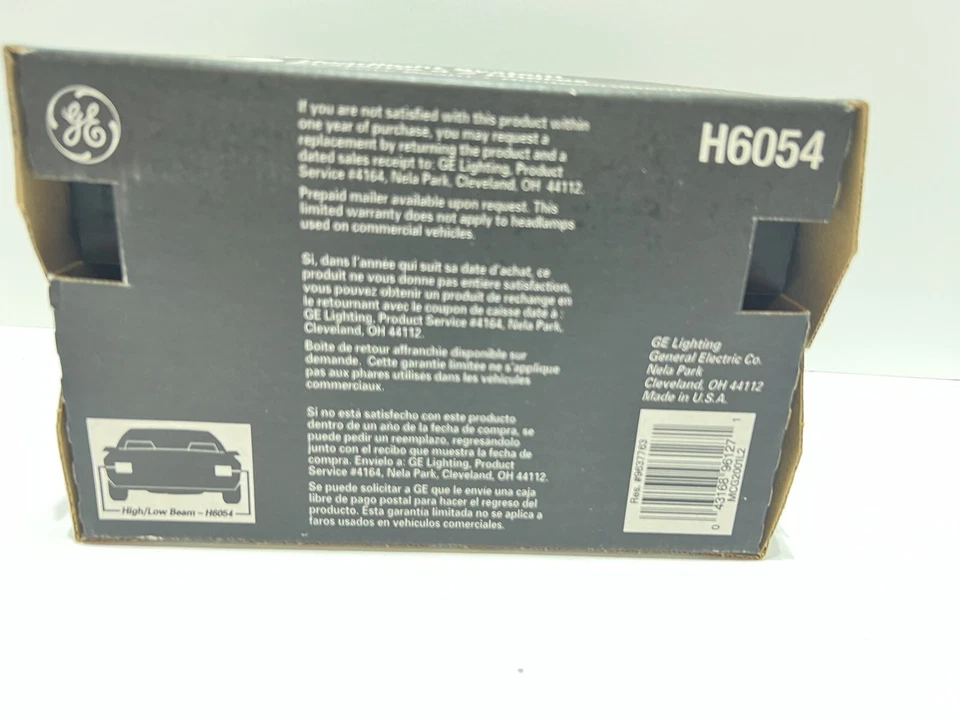 GE
H6054
If you are not satisfied with this product within
one year of purchase, you may request a
replacement by returning the product and a
dated sales receipt to: GE Lighting, Product
Service #4164, Nela Park, Cleveland, OH 44112.
Prepaid mailer available upon request. This
limited warranty does not apply to headlamps
used on commercial vehicles.
Si, dans l'année qui suit sa date d'achat, ce
produit ne vous donne pas entière satisfaction,
vous pouvez obtenir un produit de rechange en
le retournant avec le coupon de caisse daté à :
GE Lighting, Product Service #4164, Nela Park,
Cleveland, OH 44112.
Boite de retour affranchie disponible sur
demande. Cette garantie limitée ne s'applique
pas aux phares utilisés dans les véhicules
commerciaux.
Si no está satisfecho con este producto
dentro de un año de la fecha de compra, se
puede pedir un reemplazo, regresándolo
junto con el recibo que muestra la fecha de
compra. Envielo a: GE Lighting, Product
Service #4164, Nela Park, Cleveland, OH 44112.
Se puede solicitar a GE que le envie una caja
libre de pago postal para hacer el regreso del
producto. Esta garantía limitada no se aplica a
faros usados en vehículos comerciales.
GE Lighting
General Electric Co.
Nela Park
Cleveland, OH 44112
Made in U.S.A.
High/Low Beam – H6054
Res. #9637763
0 43168 96127 1
MCG2001L2